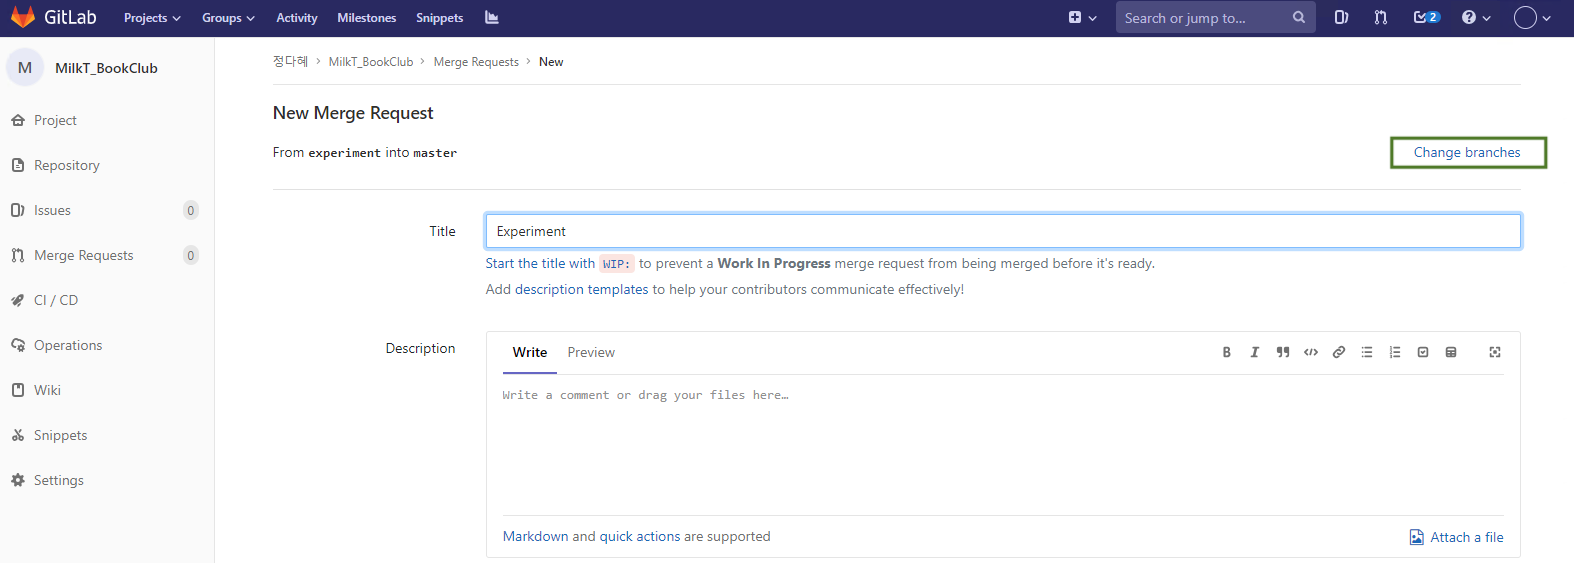 GitLab Projects Groups Activity Milestones Snippets Search or jump to... 2
M MilkT_BookClub
Project
Repository
Issues 0
Merge Requests 0
CI / CD
Operations
Wiki
Snippets
Settings
정다혜 › MilkT_BookClub › Merge Requests › New
New Merge Request
From experiment into master Change branches
Title Experiment
Start the title with WIP: to prevent a Work In Progress merge request from being merged before it's ready.
Add description templates to help your contributors communicate effectively!
Description Write Preview
Write a comment or drag your files here…
Markdown and quick actions are supported Attach a file